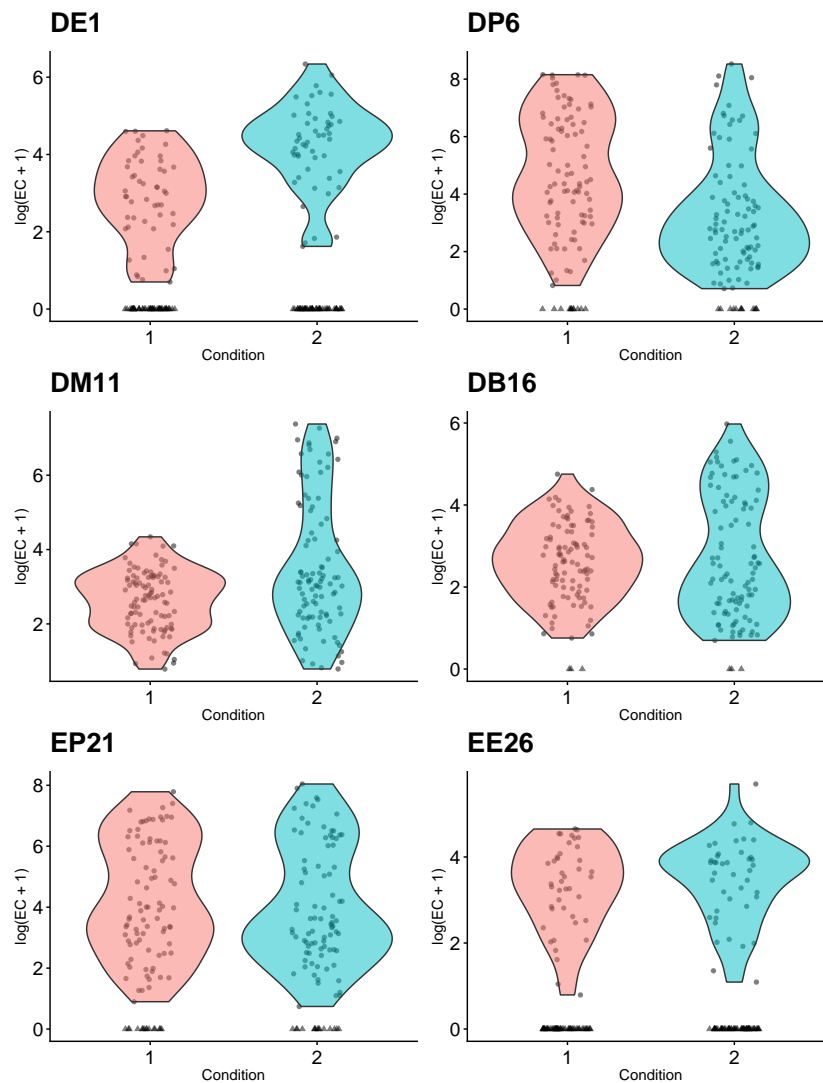 DE1
log(EC + 1)
6
4
2
0
1
2
Condition
DP6
log(EC + 1)
8
6
4
2
0
1
2
Condition
DM11
log(EC + 1)
6
4
2
1
2
Condition
DB16
log(EC + 1)
6
4
2
0
1
2
Condition
EP21
log(EC + 1)
8
6
4
2
0
1
2
Condition
EE26
log(EC + 1)
4
2
0
1
2
Condition